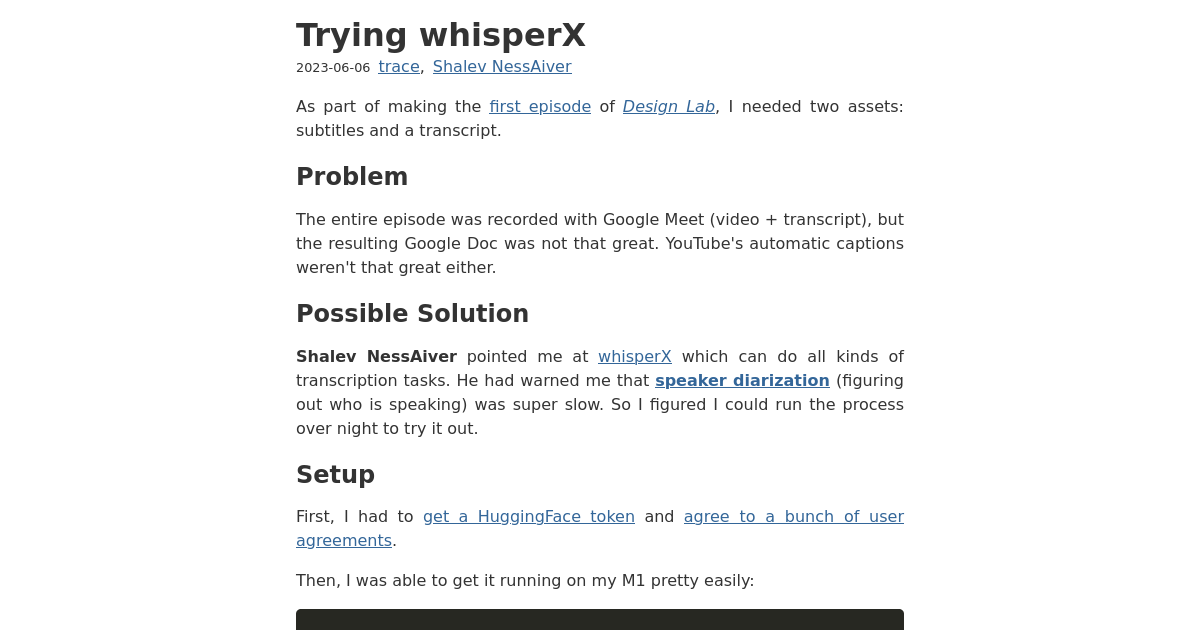 Trying whisperX
2023-06-06 trace, Shalev NessAiver
As part of making the first episode of Design Lab, I needed two assets:
subtitles and a transcript.
Problem
The entire episode was recorded with Google Meet (video + transcript), but
the resulting Google Doc was not that great. YouTube's automatic captions
weren't that great either.
Possible Solution
Shalev NessAiver pointed me at whisperX which can do all kinds of
transcription tasks. He had warned me that speaker diarization (figuring
out who is speaking) was super slow. So I figured I could run the process
over night to try it out.
Setup
First, I had to get a HuggingFace token and agree to a bunch of user
agreements.
Then, I was able to get it running on my M1 pretty easily: